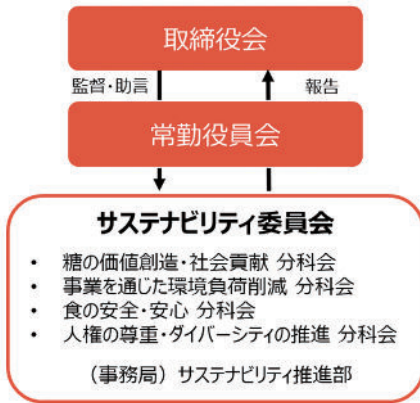 取締役会
監督・助言
報告
常勤役員会
サステナビリティ委員会
・ 糖の価値創造・社会貢献 分科会
・ 事業を通じた環境負荷削減 分科会
・ 食の安全・安心 分科会
・ 人権の尊重・ダイバーシティの推進 分科会
（事務局）サステナビリティ推進部